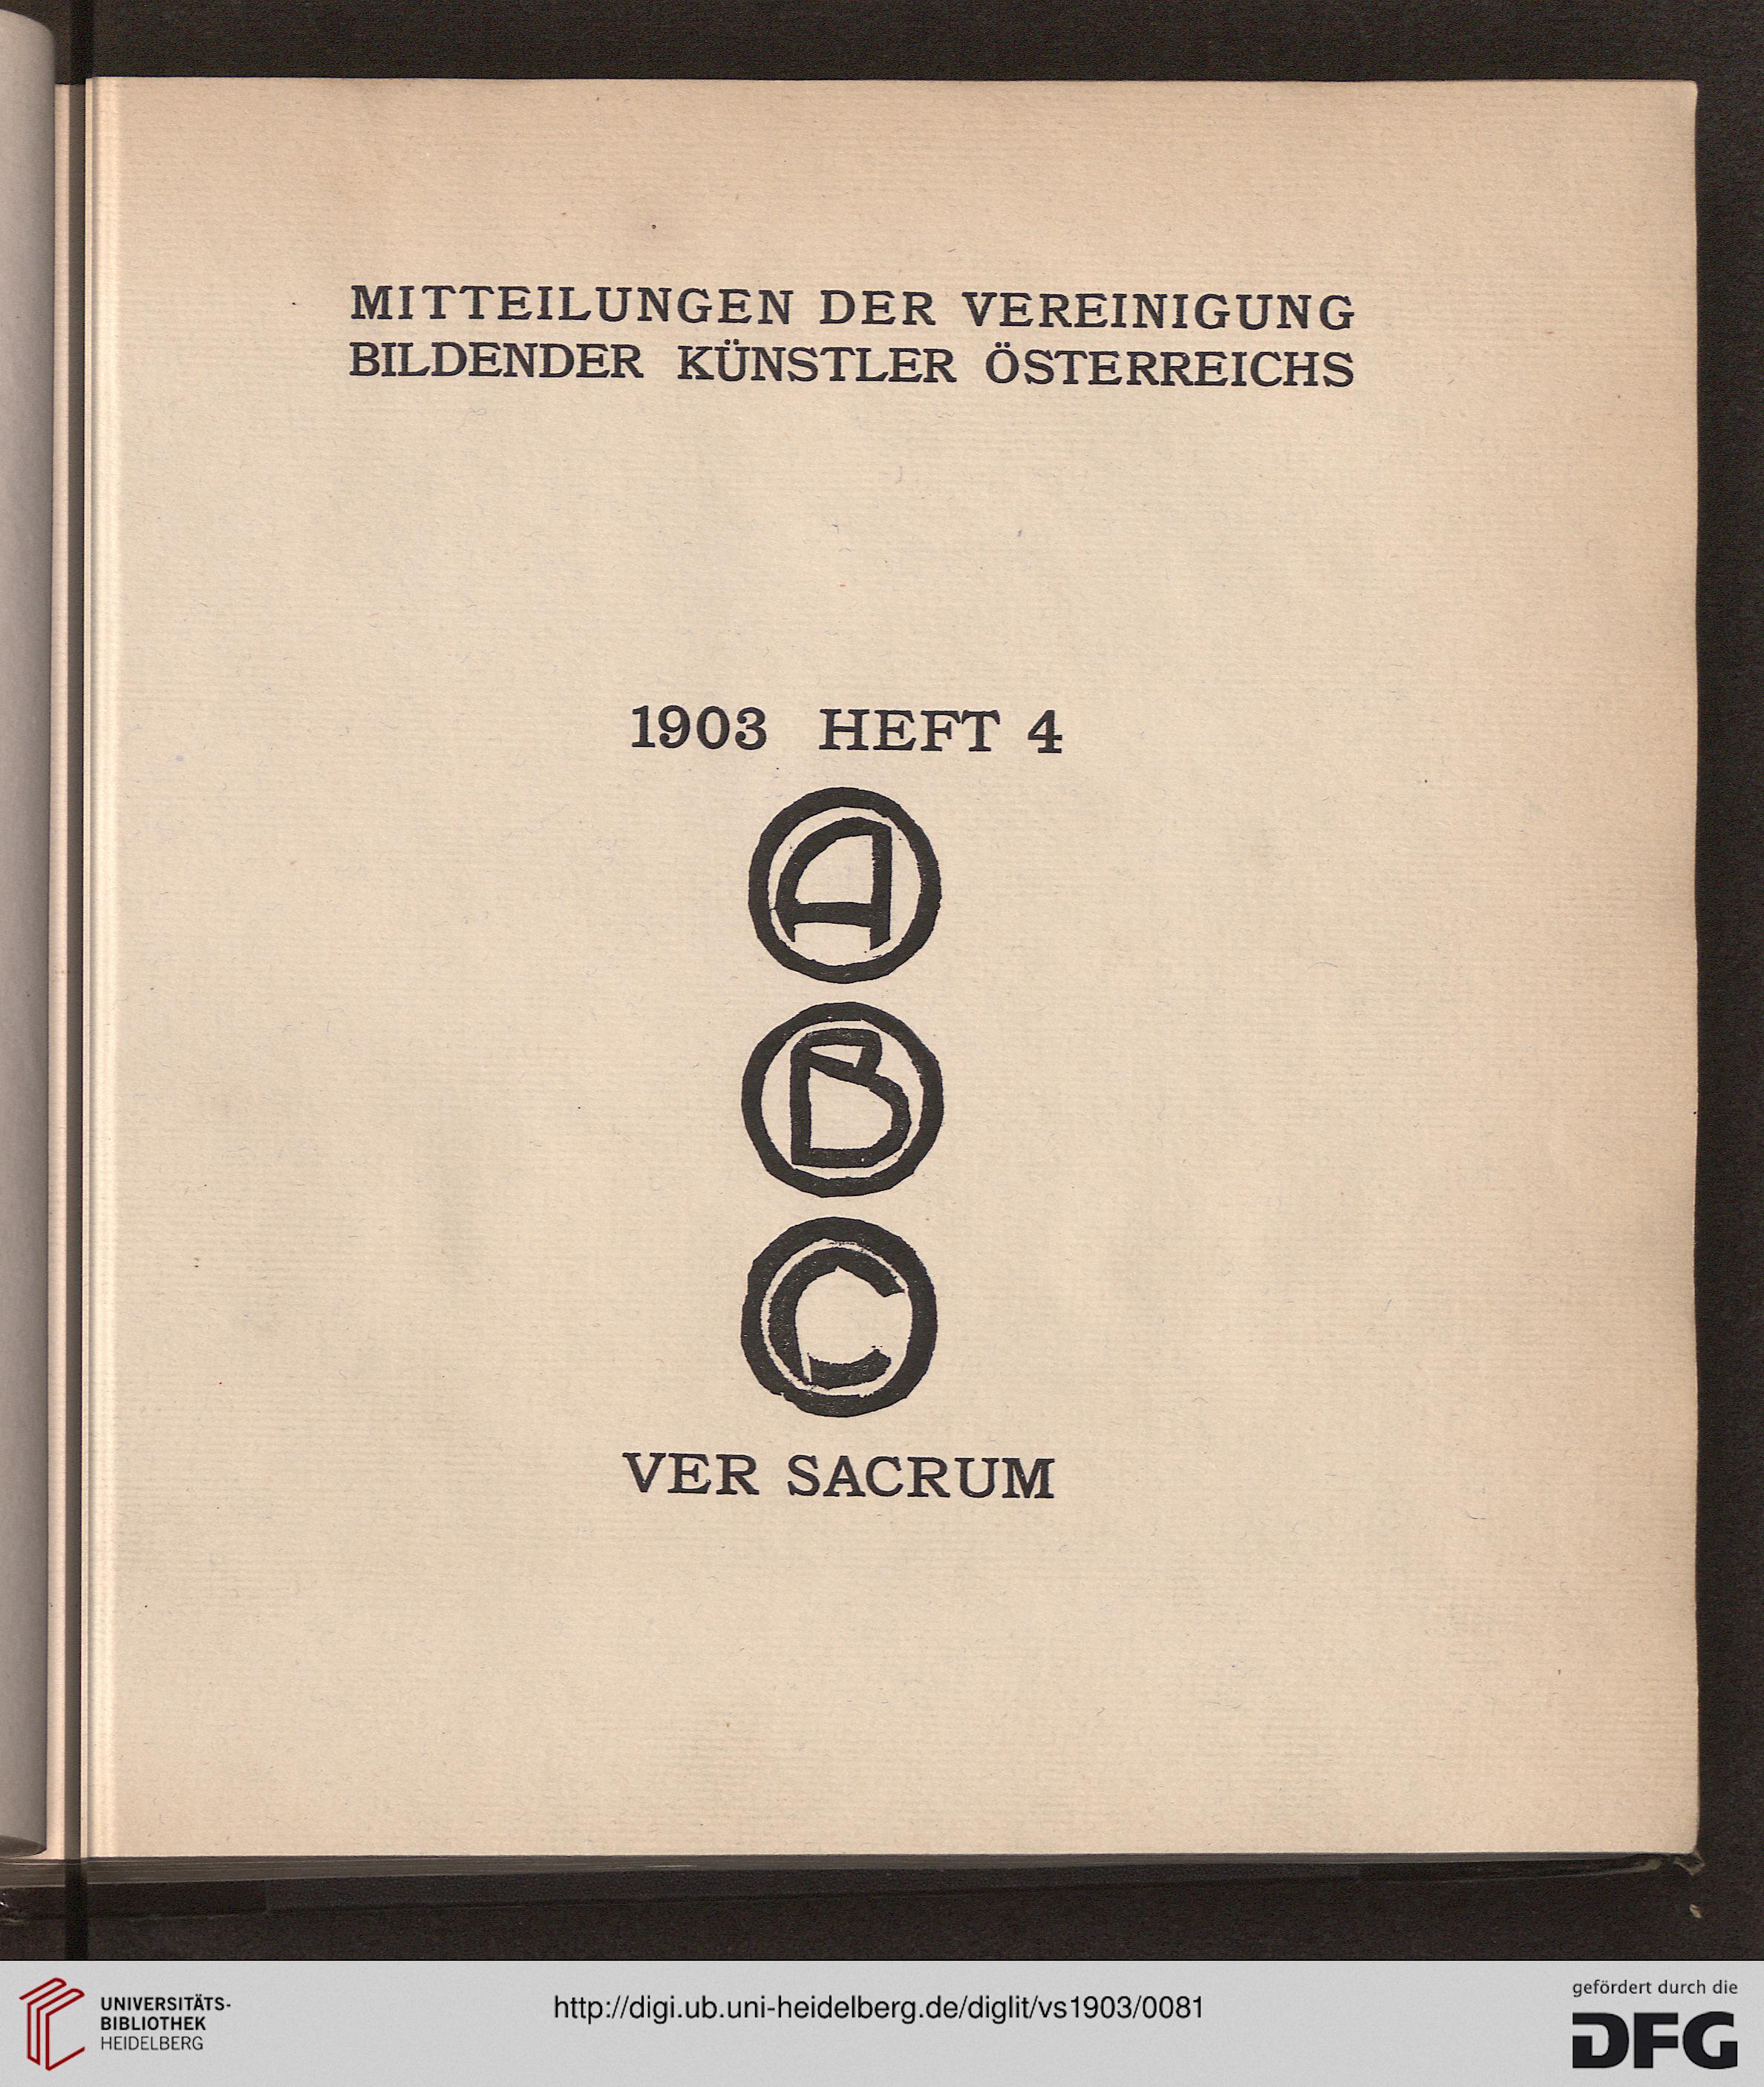 MITTEILUNGEN DER VEREINIGUNG
BILDENDER KÜNSTLER ÖSTERREICHS
1903 HEFT 4
A
B
C
VER SACRUM
UNIVERSITÄTS-
BIBLIOTHEK
HEIDELBERG
http://digi.ub.uni-heidelberg.de/diglit/vs1903/0081
gefördert durch die
DFG